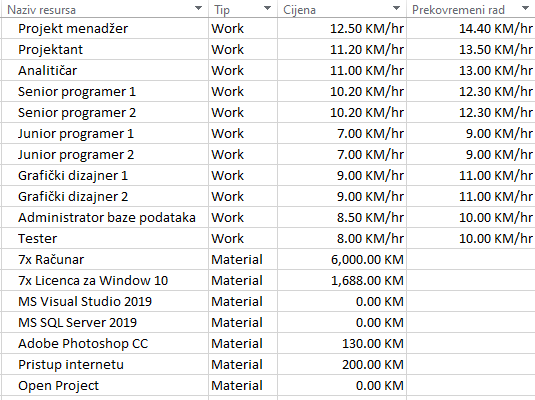 Naziv resursa Tip Cijena Prekovremeni rad
Projekt menadžer Work 12.50 KM/hr 14.40 KM/hr
Projektant Work 11.20 KM/hr 13.50 KM/hr
Analitičar Work 11.00 KM/hr 13.00 KM/hr
Senior programer 1 Work 10.20 KM/hr 12.30 KM/hr
Senior programer 2 Work 10.20 KM/hr 12.30 KM/hr
Junior programer 1 Work 7.00 KM/hr 9.00 KM/hr
Junior programer 2 Work 7.00 KM/hr 9.00 KM/hr
Grafički dizajner 1 Work 9.00 KM/hr 11.00 KM/hr
Grafički dizajner 2 Work 9.00 KM/hr 11.00 KM/hr
Administrator baze podataka Work 8.50 KM/hr 10.00 KM/hr
Tester Work 8.00 KM/hr 10.00 KM/hr
7x Računar Material 6,000.00 KM
7x Licenca za Window 10 Material 1,688.00 KM
MS Visual Studio 2019 Material 0.00 KM
MS SQL Server 2019 Material 0.00 KM
Adobe Photoshop CC Material 130.00 KM
Pristup internetu Material 200.00 KM
Open Project Material 0.00 KM